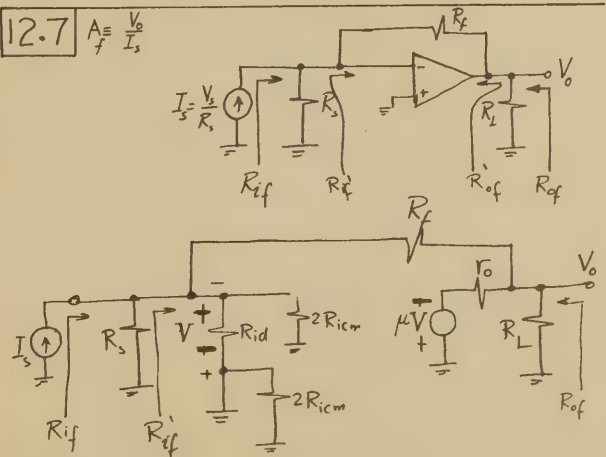 12.7 A_f ≡ V_o / I_s
R_f
I_s = V_s / R_s
R_s
-
+
V_o
R_L
R_if
R'_if
R'_of
R_of
R_f
r_o
V_o
-
I_s
R_s
V
+
R_id
-
+
2R_icm
2R_icm
μV
-
+
R_L
R_if
R'_if
R_of